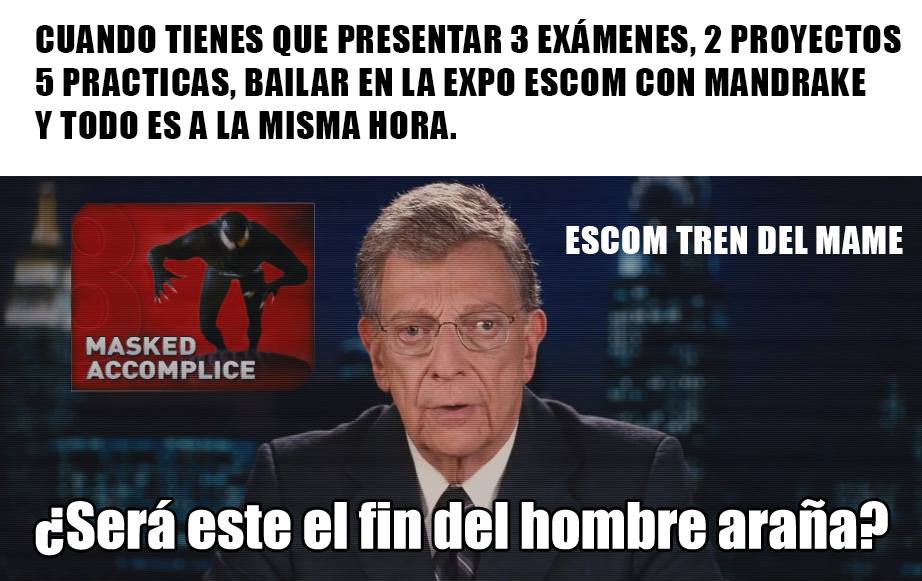 CUANDO TIENES QUE PRESENTAR 3 EXÁMENES, 2 PROYECTOS
5 PRACTICAS, BAILAR EN LA EXPO ESCOM CON MANDRAKE
Y TODO ES A LA MISMA HORA.
ESCOM TREN DEL MAME
MASKED
ACCOMPLICE
¿Será este el fin del hombre araña?